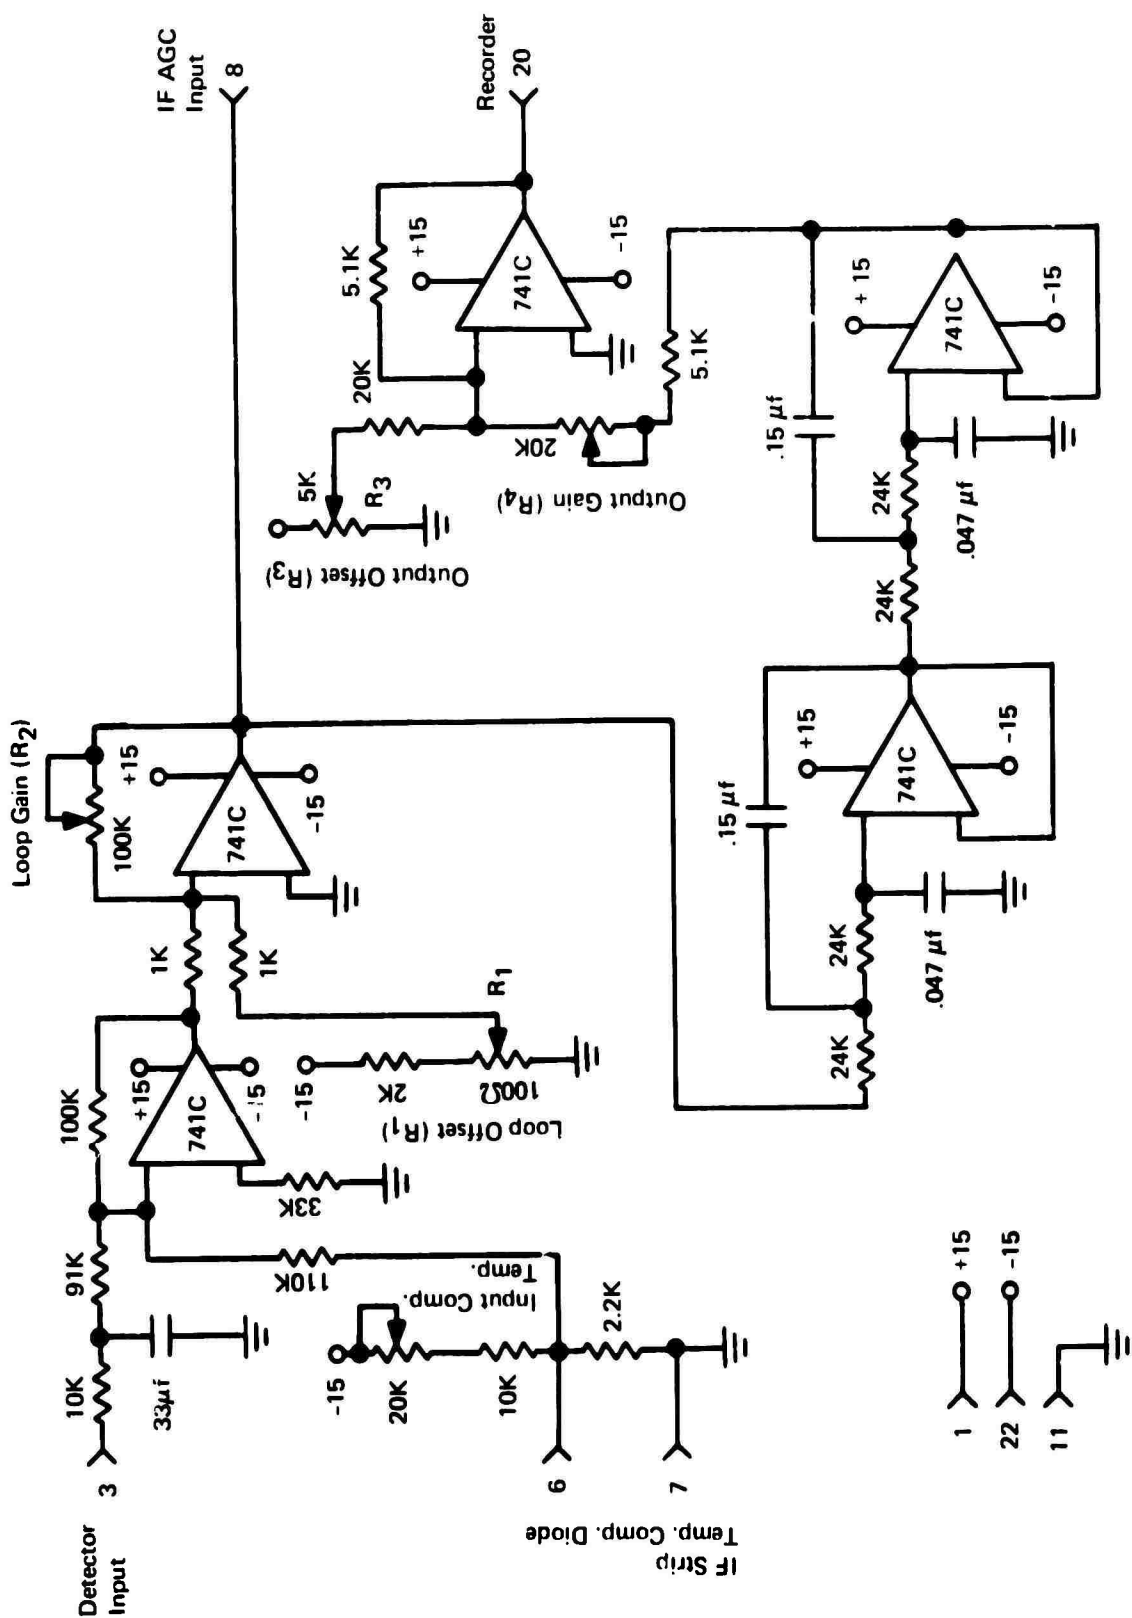 Detector
Input
3
10K
33µf
91K
100K
+15
741C
-15
33K
110K
Temp.
Input Comp.
-15
20K
10K
2.2K
6
7
IF Strip
Temp. Comp. Diode
-15
2K
100Ω
R1
Loop Offset (R1)
1K
1K
Loop Gain (R2)
100K
+15
741C
-15
IF AGC
Input
8
Output Offset (R3)
5K
R3
20K
20K
Output Gain (R4)
5.1K
+15
741C
-15
Recorder
20
5.1K
24K
24K
.15 µf
.047 µf
+15
741C
-15
24K
24K
.15 µf
.047 µf
+ 15
741C
-15
1
+15
22
-15
11